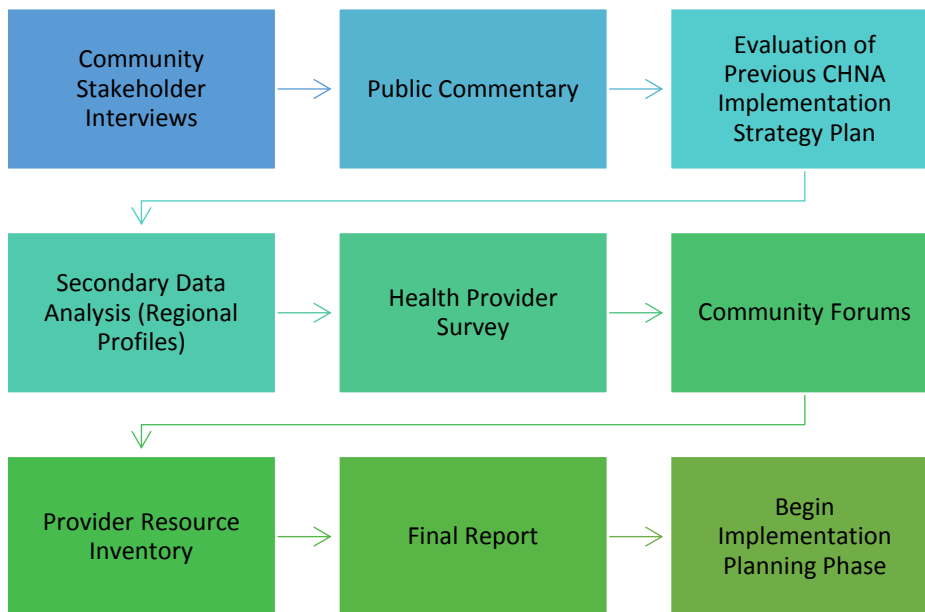 Community
Stakeholder
Interviews
Public Commentary
Evaluation of
Previous CHNA
Implementation
Strategy Plan
Secondary Data
Analysis (Regional
Profiles)
Health Provider
Survey
Community Forums
Provider Resource
Inventory
Final Report
Begin
Implementation
Planning Phase